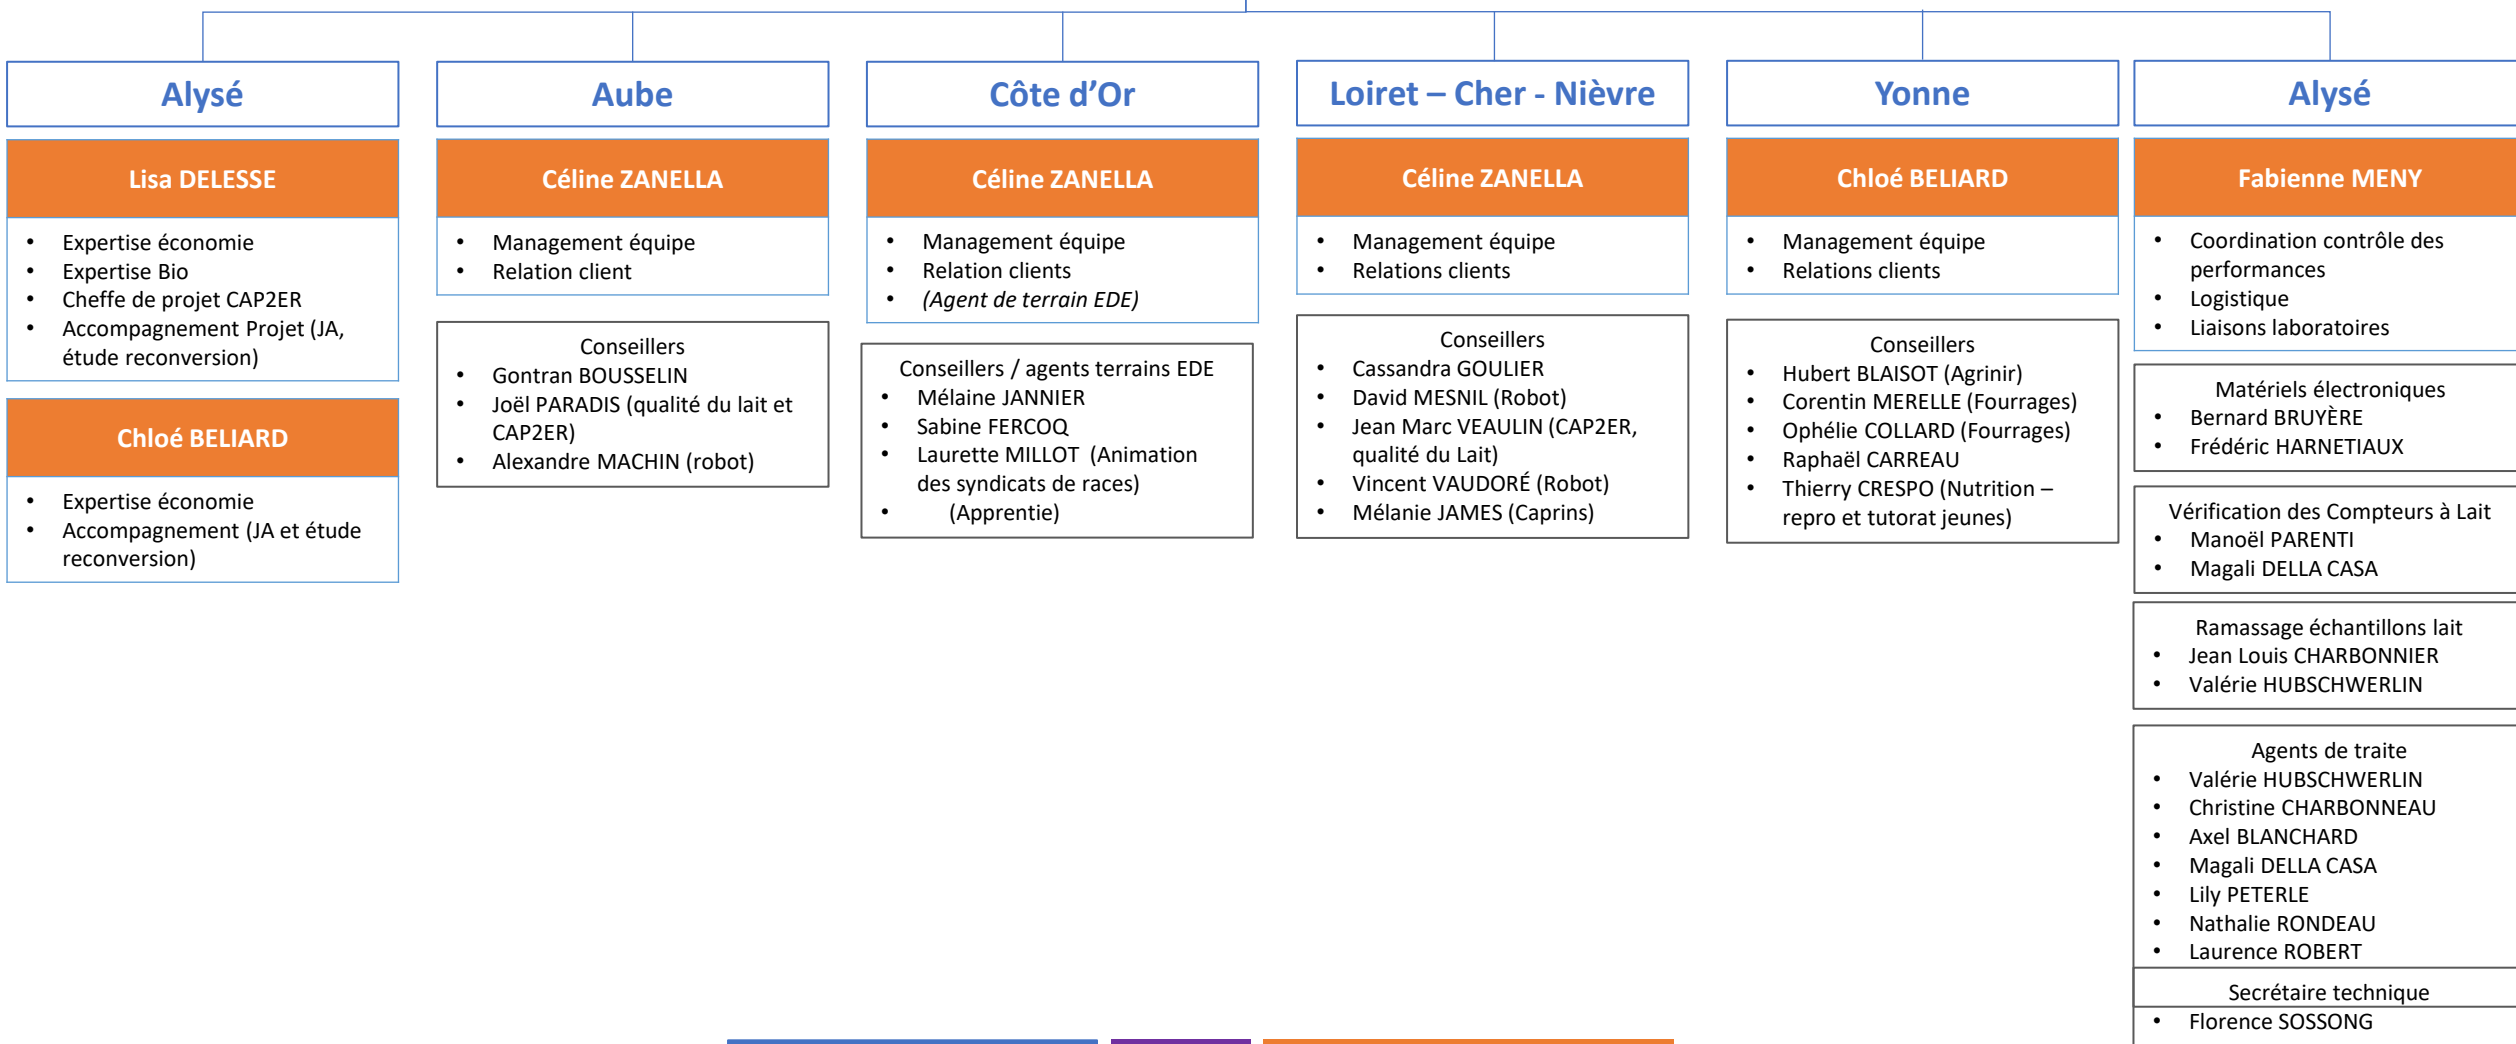 Alysé
Lisa DELESSE
• Expertise économie
• Expertise Bio
• Cheffe de projet CAP2ER
• Accompagnement Projet (JA,
étude reconversion)
Chloé BELIARD
• Expertise économie
• Accompagnement (JA et étude
reconversion)
Aube
Céline ZANELLA
• Management équipe
• Relation client
Conseillers
• Gontran BOUSSELIN
• Joël PARADIS (qualité du lait et
CAP2ER)
• Alexandre MACHIN (robot)
Côte d’Or
Céline ZANELLA
• Management équipe
• Relation clients
• (Agent de terrain EDE)
Conseillers / agents terrains EDE
• Mélaine JANNIER
• Sabine FERCOQ
• Laurette MILLOT (Animation
des syndicats de races)
• (Apprentie)
Loiret – Cher - Nièvre
Céline ZANELLA
• Management équipe
• Relations clients
Conseillers
• Cassandra GOULIER
• David MESNIL (Robot)
• Jean Marc VEAULIN (CAP2ER,
qualité du Lait)
• Vincent VAUDORÉ (Robot)
• Mélanie JAMES (Caprins)
Yonne
Chloé BELIARD
• Management équipe
• Relations clients
Conseillers
• Hubert BLAISOT (Agrinir)
• Corentin MERELLE (Fourrages)
• Ophélie COLLARD (Fourrages)
• Raphaël CARREAU
• Thierry CRESPO (Nutrition –
repro et tutorat jeunes)
Alysé
Fabienne MENY
• Coordination contrôle des
performances
• Logistique
• Liaisons laboratoires
Matériels électroniques
• Bernard BRUYÈRE
• Frédéric HARNETIAUX
Vérification des Compteurs à Lait
• Manoël PARENTI
• Magali DELLA CASA
Ramassage échantillons lait
• Jean Louis CHARBONNIER
• Valérie HUBSCHWERLIN
Agents de traite
• Valérie HUBSCHWERLIN
• Christine CHARBONNEAU
• Axel BLANCHARD
• Magali DELLA CASA
• Lily PETERLE
• Nathalie RONDEAU
• Laurence ROBERT
Secrétaire technique
• Florence SOSSONG